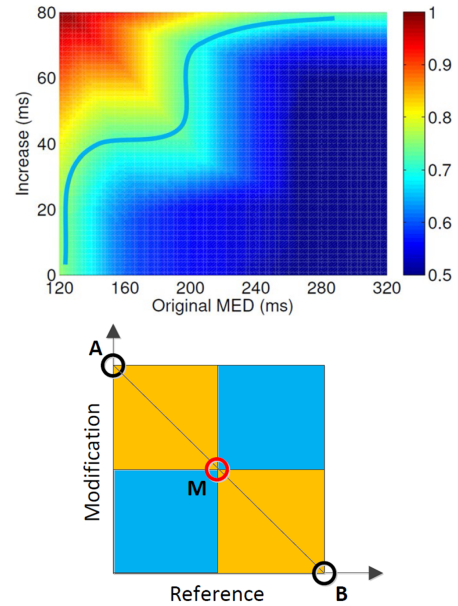 80
60
40
20
0
Increase (ms)
120 160 200 240 280 320
Original MED (ms)
1
0.9
0.8
0.7
0.6
0.5
A
Modification
M
Reference
B